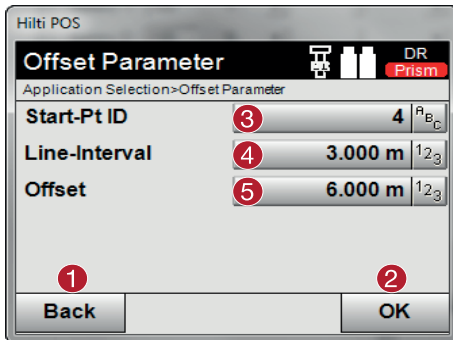 Hilti POS
Offset Parameter
DR
Prism
Application Selection>Offset Parameter
Start-Pt ID 3 4 ABC
Line-Interval 4 3.000 m 123
Offset 5 6.000 m 123
1 2
Back OK